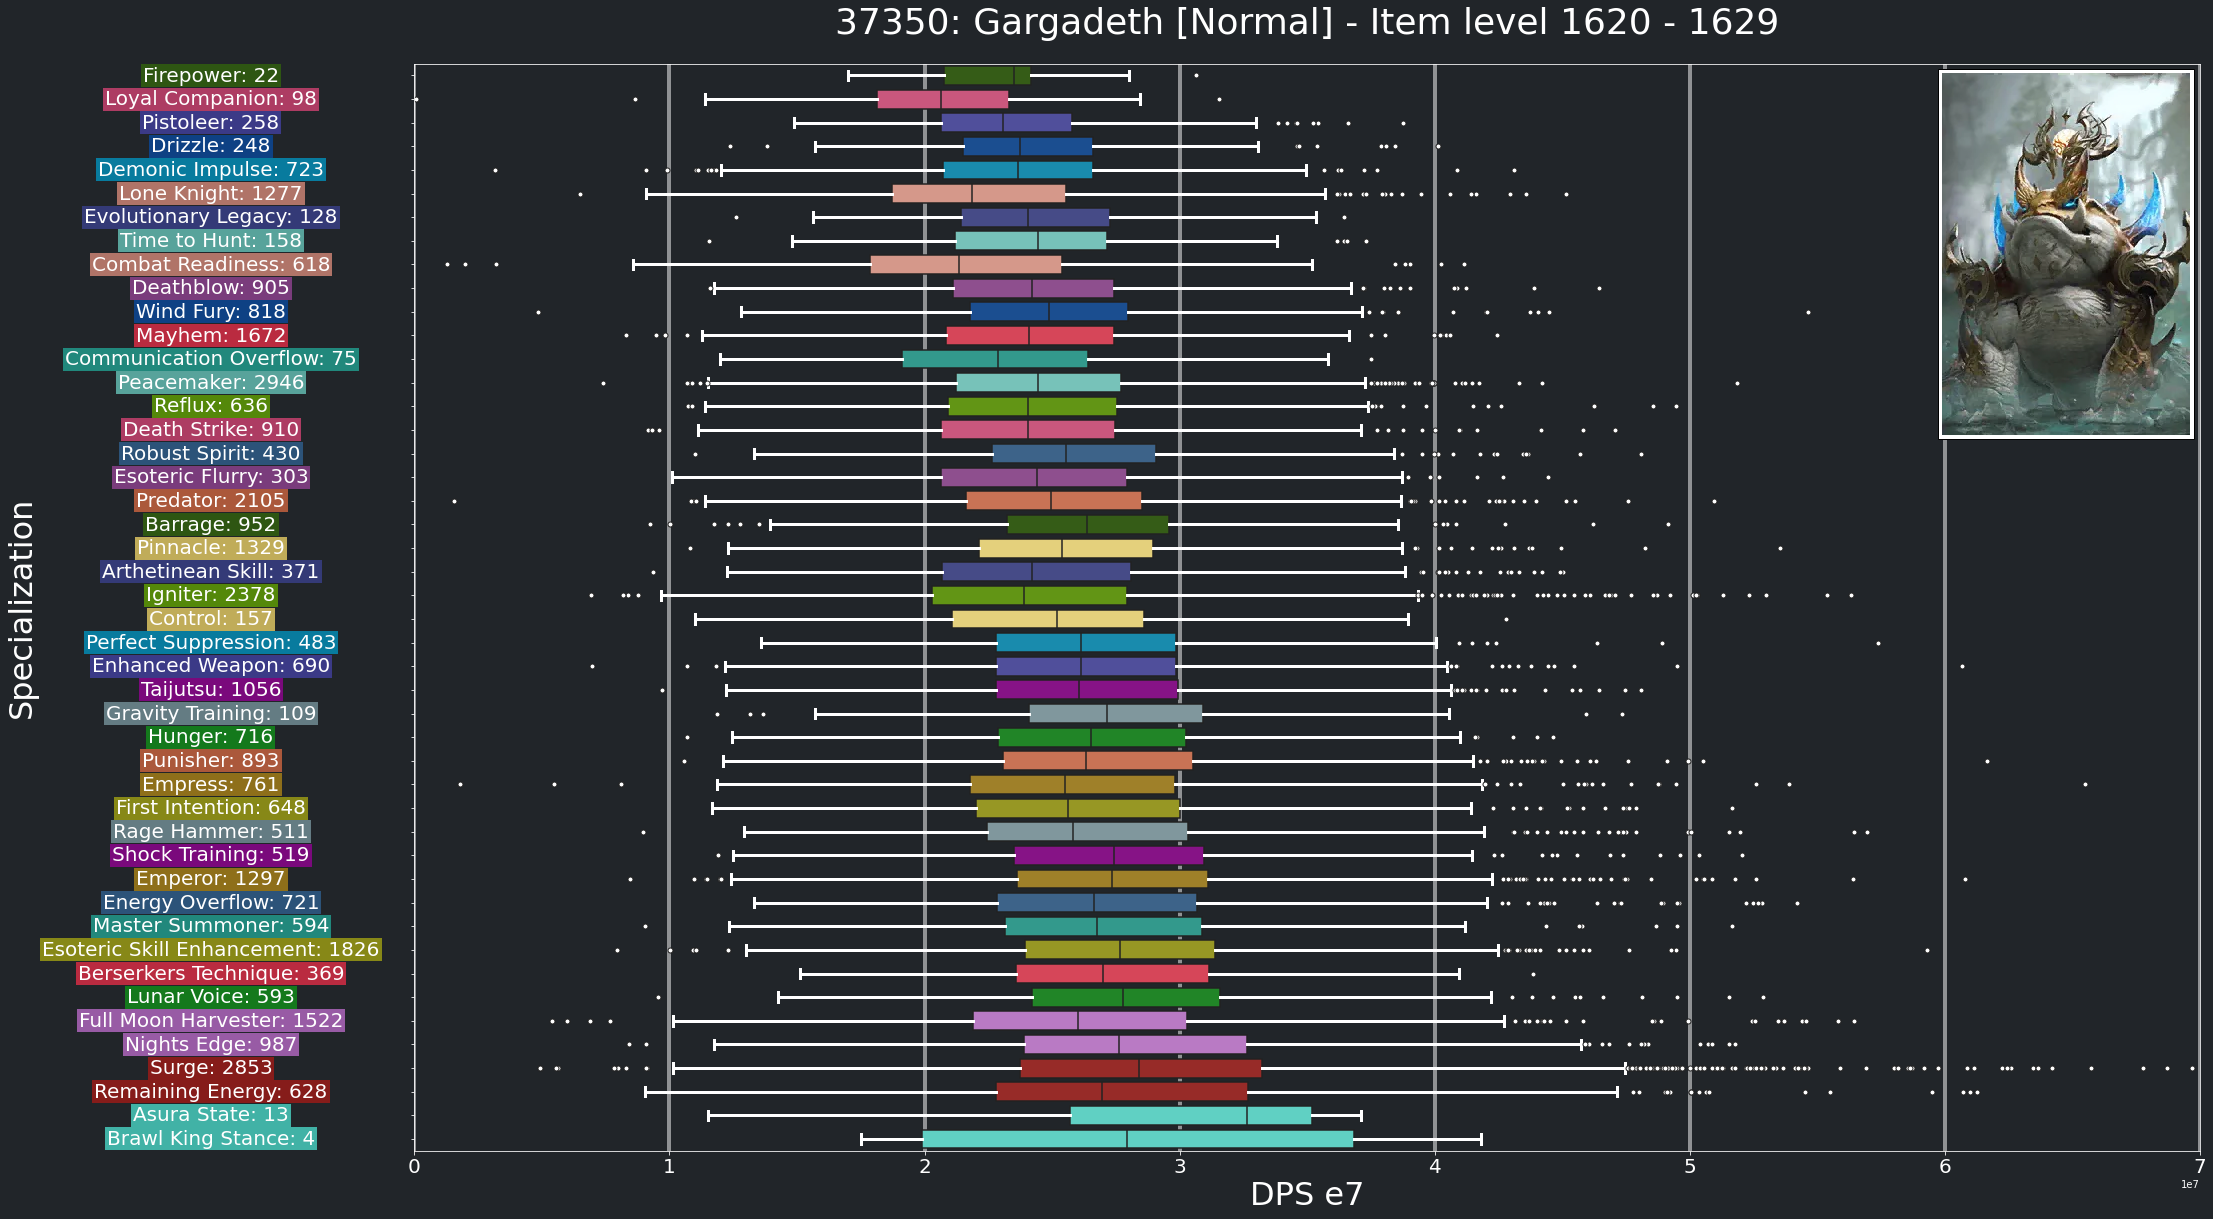 37350: Gargadeth [Normal] - Item level 1620 - 1629
Firepower: 22
Loyal Companion: 98
Pistoleer: 258
Drizzle: 248
Demonic Impulse: 723
Lone Knight: 1277
Evolutionary Legacy: 128
Time to Hunt: 158
Combat Readiness: 618
Deathblow: 905
Wind Fury: 818
Mayhem: 1672
Communication Overflow: 75
Peacemaker: 2946
Reflux: 636
Death Strike: 910
Robust Spirit: 430
Esoteric Flurry: 303
Predator: 2105
Barrage: 952
Pinnacle: 1329
Arthetinean Skill: 371
Igniter: 2378
Control: 157
Perfect Suppression: 483
Enhanced Weapon: 690
Taijutsu: 1056
Gravity Training: 109
Hunger: 716
Punisher: 893
Empress: 761
First Intention: 648
Rage Hammer: 511
Shock Training: 519
Emperor: 1297
Energy Overflow: 721
Master Summoner: 594
Esoteric Skill Enhancement: 1826
Berserkers Technique: 369
Lunar Voice: 593
Full Moon Harvester: 1522
Nights Edge: 987
Surge: 2853
Remaining Energy: 628
Asura State: 13
Brawl King Stance: 4
Specialization
0 1 2 3 4 5 6 7
DPS e7
1e7